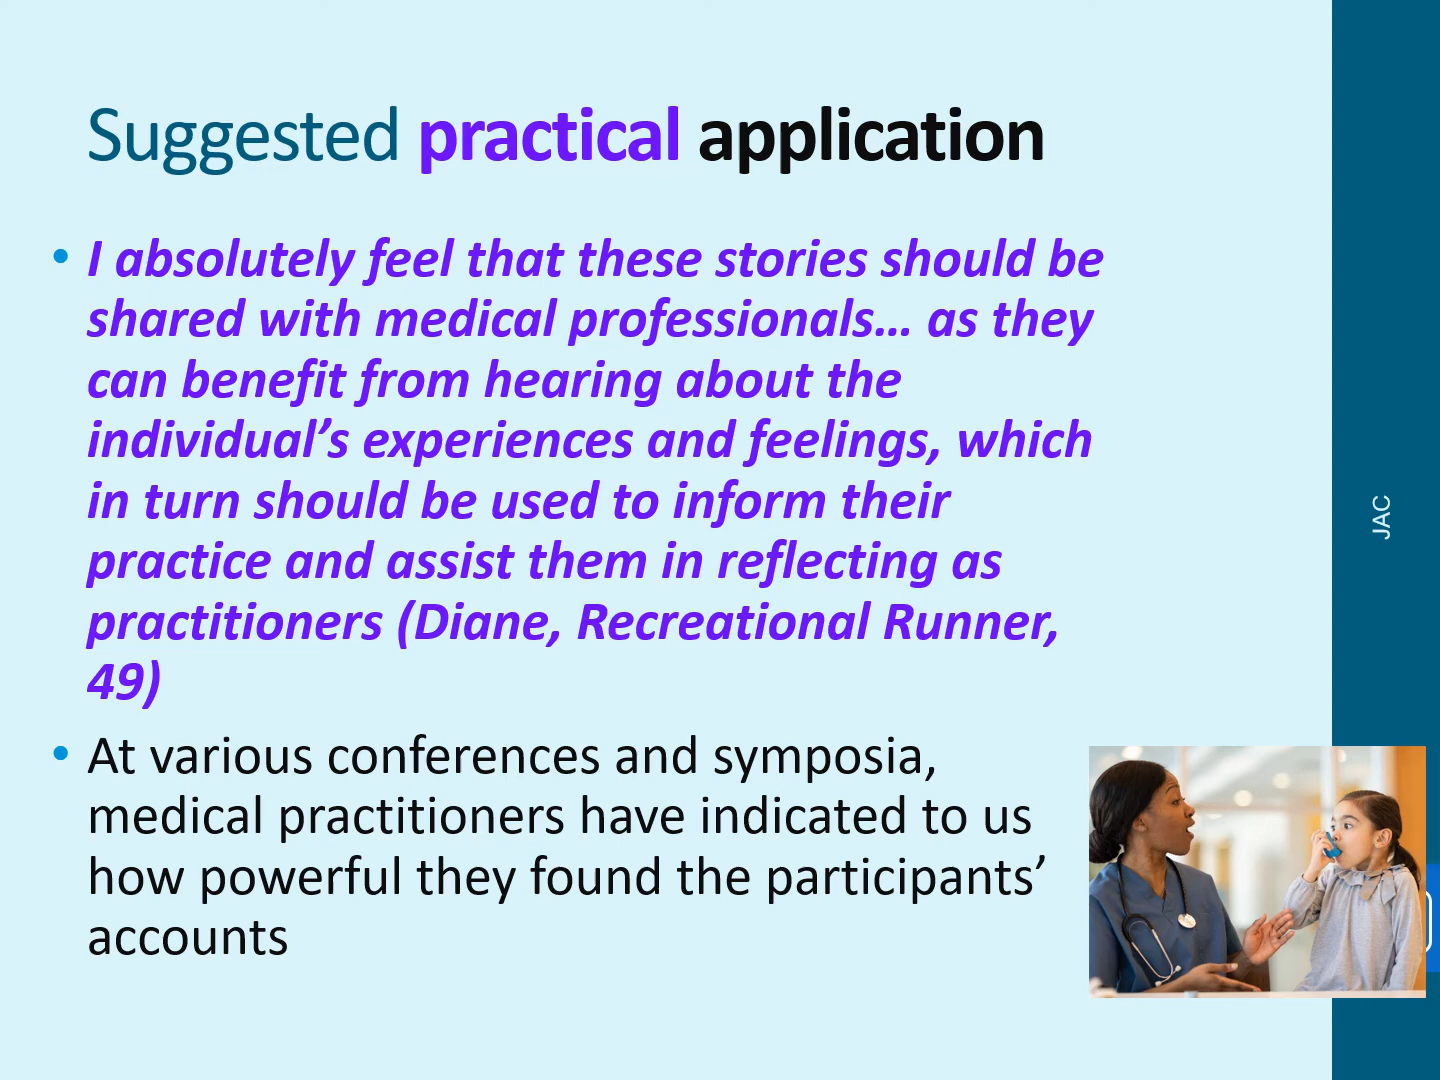 Suggested practical application
• I absolutely feel that these stories should be
shared with medical professionals… as they
can benefit from hearing about the
individual’s experiences and feelings, which
in turn should be used to inform their
practice and assist them in reflecting as
practitioners (Diane, Recreational Runner,
49)
• At various conferences and symposia,
medical practitioners have indicated to us
how powerful they found the participants’
accounts
JAC